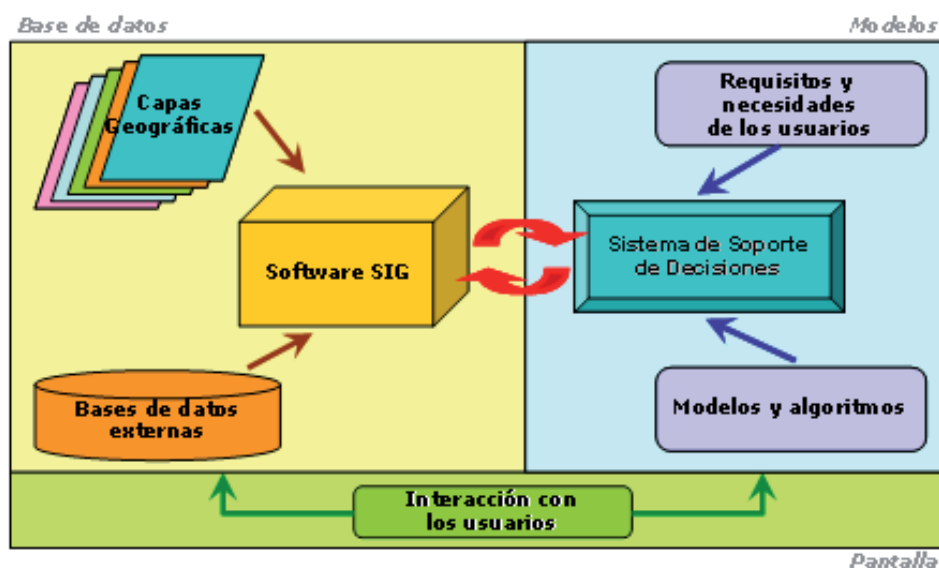 Base de datos
Modelos
Capas
Geográficas
Requisitos y
necesidades
de los usuarios
Software SIG
Sistema de Soporte
de Decisiones
Bases de datos
externas
Modelos y algoritmos
Interacción con
los usuarios
Pantalla